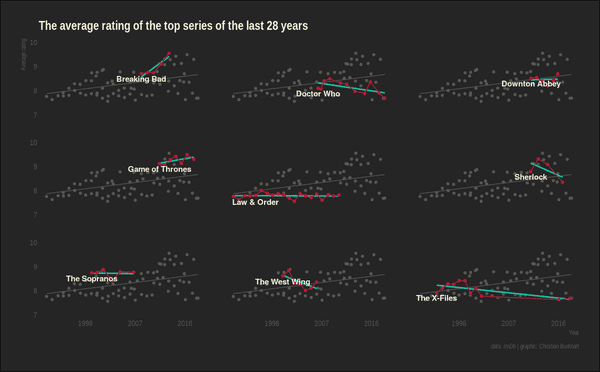 The average rating of the top series of the last 28 years
Average rating
10
9
8
7
Breaking Bad
Doctor Who
Downton Abbey
10
9
8
7
Game of Thrones
Law & Order
Sherlock
10
9
8
7
The Sopranos
The West Wing
The X-Files
1998 2007 2016
1998 2007 2016
1998 2007 2016
Year
data: IMDb | graphic: Christian Burkhart